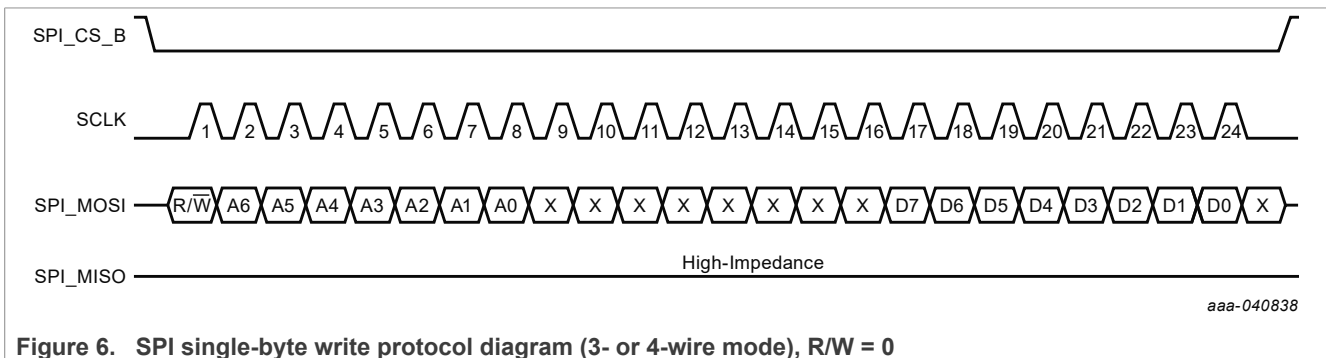 SPI_CS_B
SCLK 1 2 3 4 5 6 7 8 9 10 11 12 13 14 15 16 17 18 19 20 21 22 23 24
SPI_MOSI R/W̅ A6 A5 A4 A3 A2 A1 A0 X X X X X X X X D7 D6 D5 D4 D3 D2 D1 D0 X
High-Impedance
SPI_MISO
aaa-040838
Figure 6. SPI single-byte write protocol diagram (3- or 4-wire mode), R/W = 0